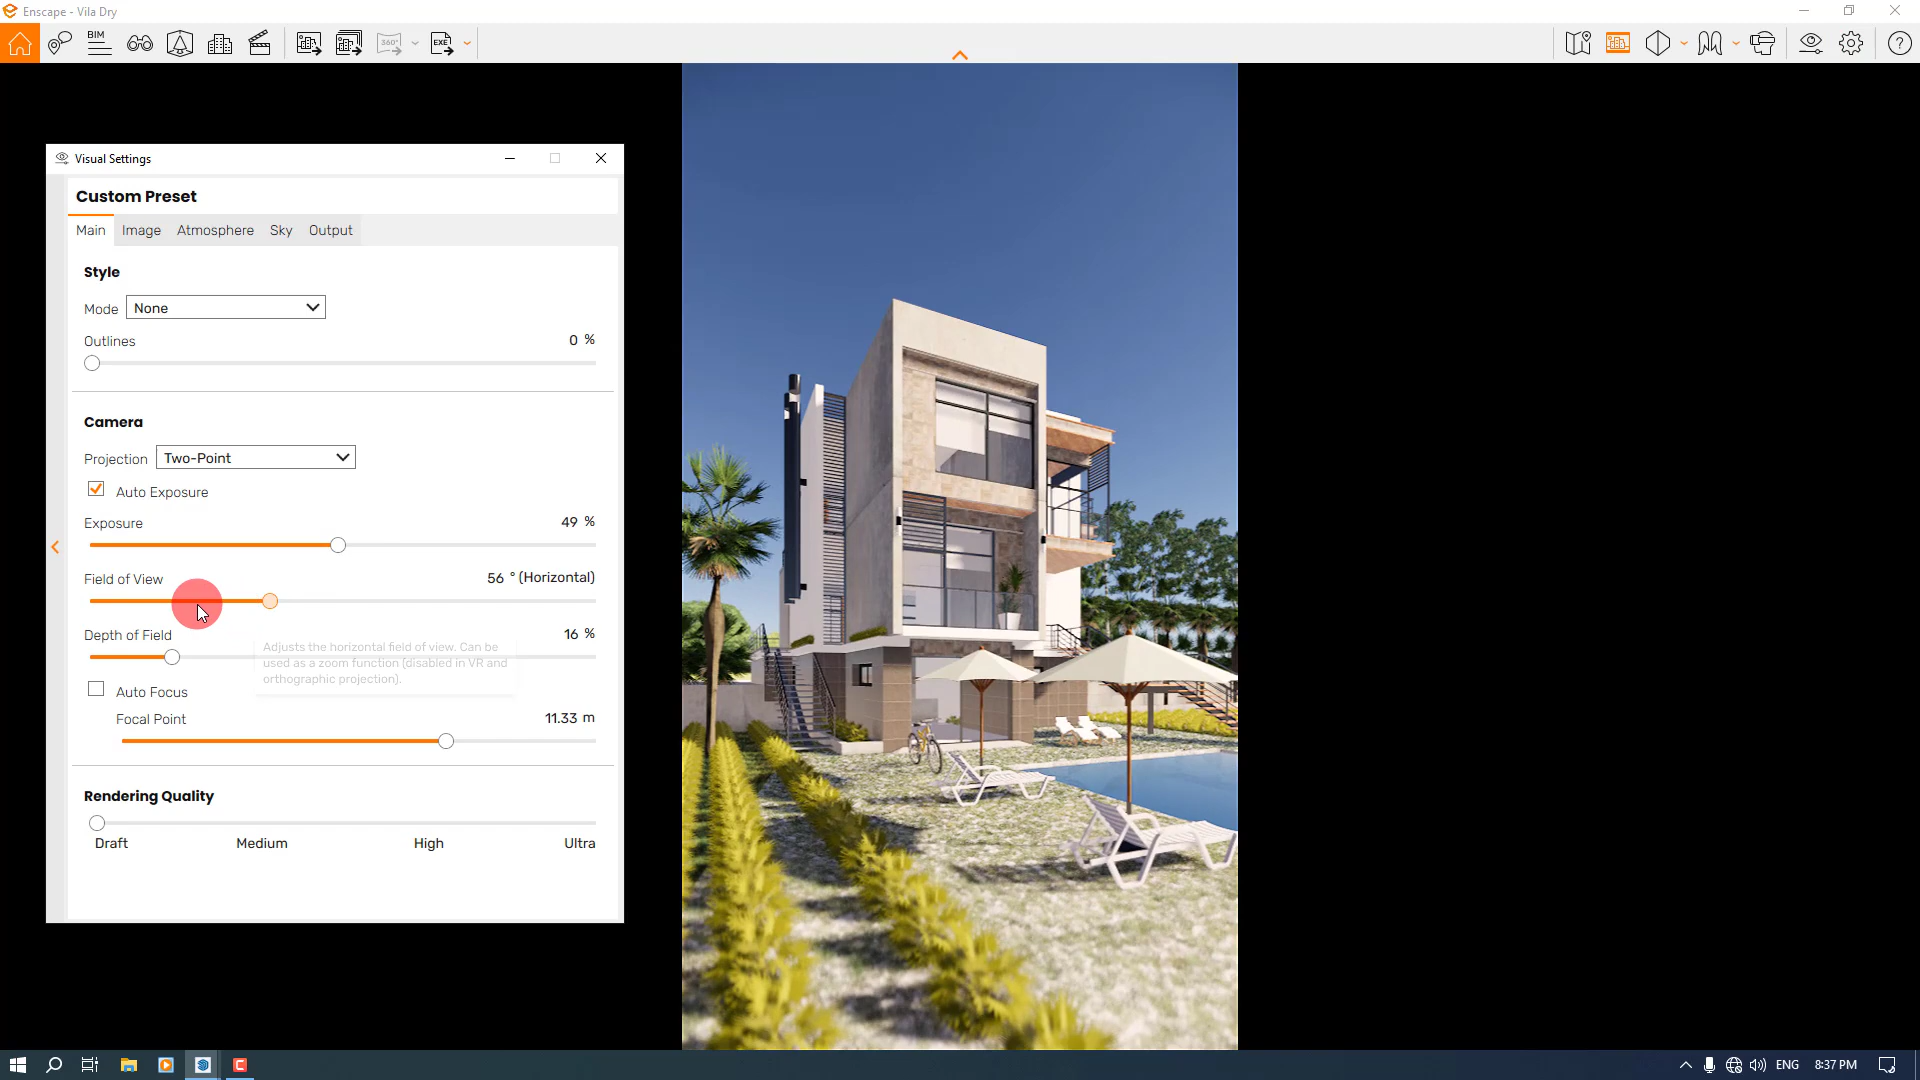 Enscape - Vila Dry
BIM
360°
EXE
Visual Settings
Custom Preset
Main Image Atmosphere Sky Output
Style
Mode None
Outlines 0 %
Camera
Projection Two-Point
Auto Exposure
Exposure 49 %
Field of View 56 ° (Horizontal)
Depth of Field 16 %
Adjusts the horizontal field of view. Can be
used as a zoom function (disabled in VR and
orthographic projection).
Auto Focus
Focal Point 11.33 m
Rendering Quality
Draft Medium High Ultra
ENG 8:37 PM